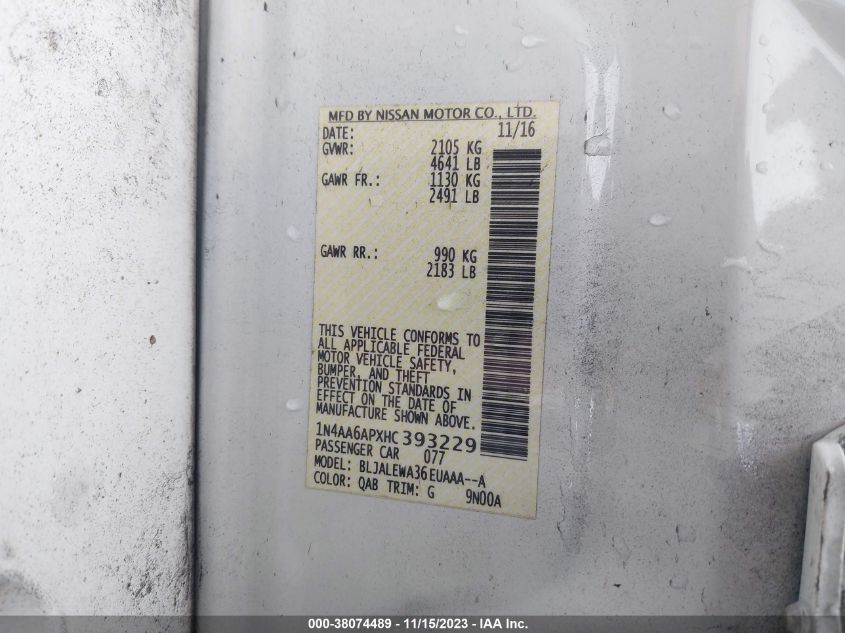 MFD BY NISSAN MOTOR CO., LTD.
DATE: 11/16
GVWR: 2105 KG
4641 LB
GAWR FR.: 1130 KG
2491 LB
GAWR RR.: 990 KG
2183 LB
THIS VEHICLE CONFORMS TO
ALL APPLICABLE FEDERAL
MOTOR VEHICLE SAFETY,
BUMPER, AND THEFT
PREVENTION STANDARDS IN
EFFECT ON THE DATE OF
MANUFACTURE SHOWN ABOVE.
1N4AA6APXHC393229
PASSENGER CAR 077
MODEL: BLJALEWA36EUAAA--A
COLOR: QAB TRIM: G 9N00A
000-38074489 - 11/15/2023 - IAA Inc.